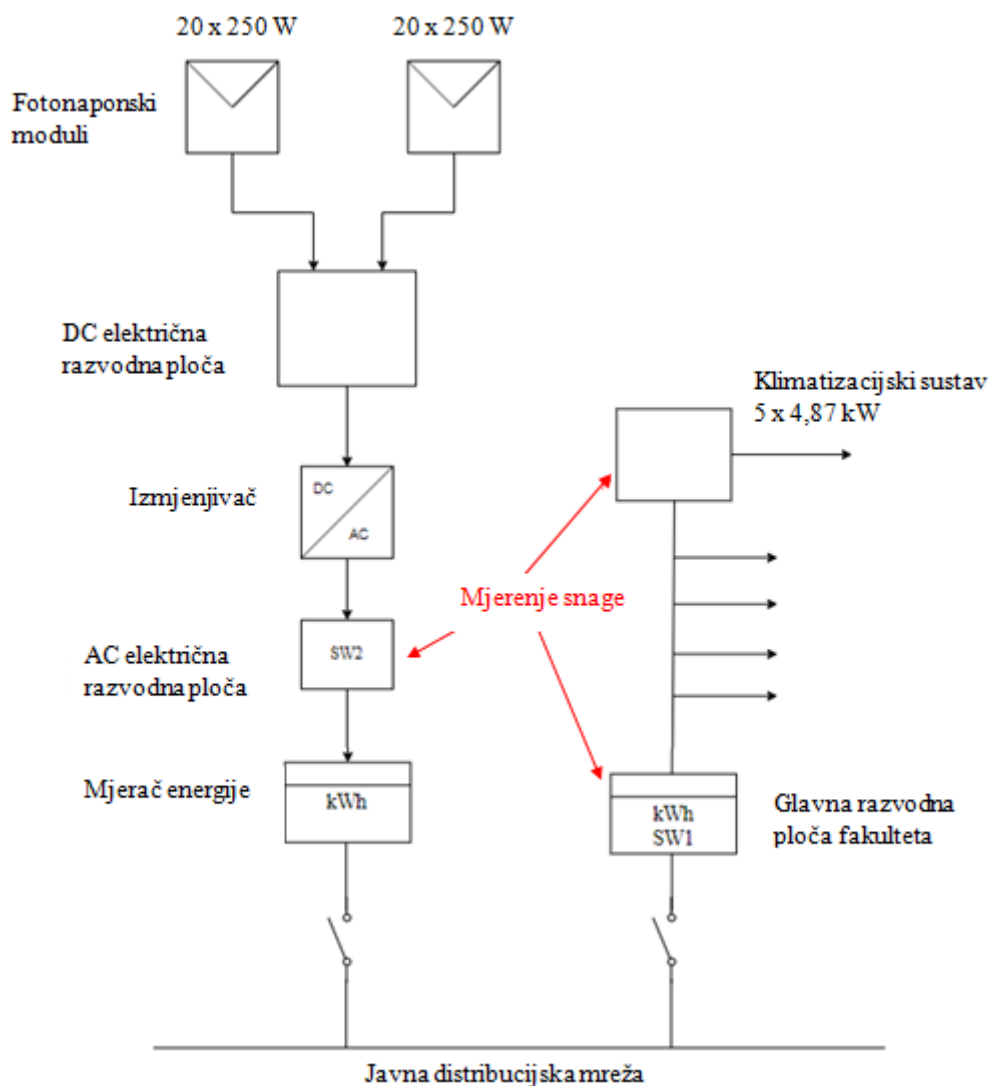 20 x 250 W
20 x 250 W
Fotonaponski
moduli
DC električna
razvodna ploča
Klimatizacijski sustav
5 x 4,87 kW
Izmjenjivač
DC
AC
Mjerenje snage
AC električna
razvodna ploča
SW2
Mjerač energije
kWh
kWh
SW1
Glavna razvodna
ploča fakulteta
Javna distribucijska mreža